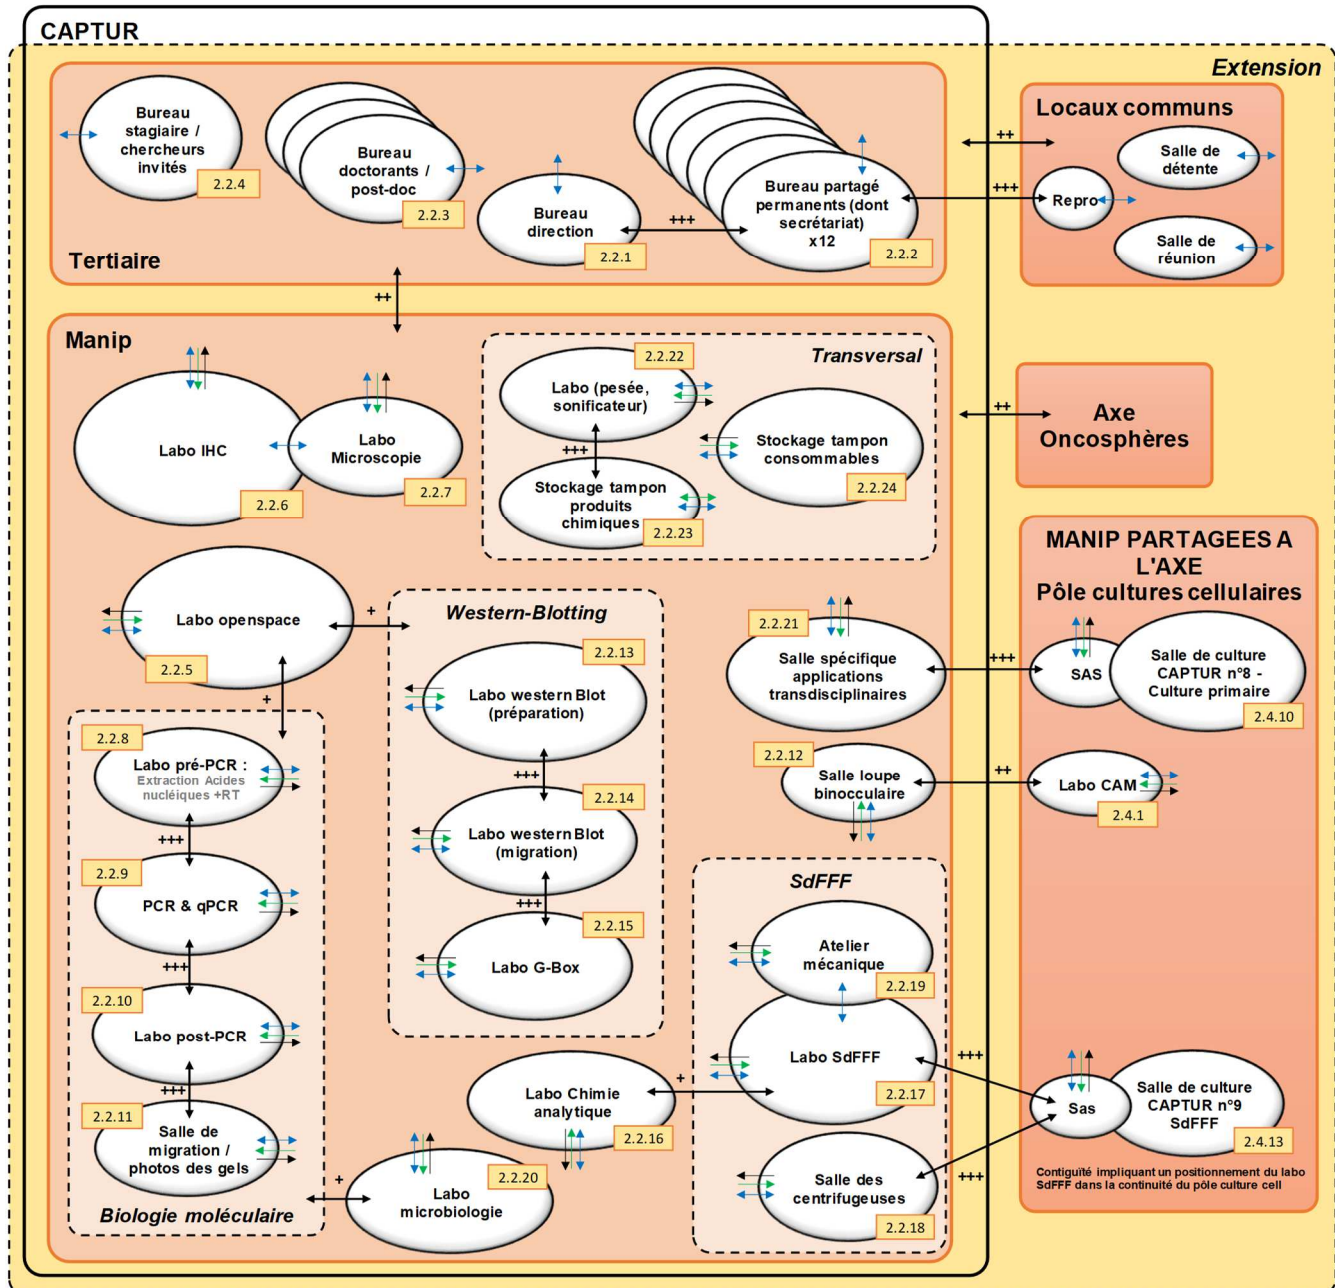 CAPTUR
Extension
Bureau
stagiaire /
chercheurs
invités
2.2.4
Bureau
doctorants /
post-doc
2.2.3
Bureau
direction
2.2.1
+++
Bureau partagé
permanents (dont
secrétariat)
x12
2.2.2
Tertiaire
++
+++
Locaux communs
Salle de
détente
Repro
Salle de
réunion
++
Manip
Labo IHC
2.2.6
Labo
Microscopie
2.2.7
Transversal
2.2.22
Labo (pesée,
sonificateur)
+++
Stockage tampon
produits
chimiques
2.2.23
Stockage tampon
consommables
2.2.24
++
Axe
Oncosphères
Labo openspace
2.2.5
+
+
Western-Blotting
2.2.13
Labo western Blot
(préparation)
+++
2.2.14
Labo western Blot
(migration)
+++
2.2.15
Labo G-Box
2.2.21
Salle spécifique
applications
transdisciplinaires
+++
2.2.12
Salle loupe
binocculaire
++
MANIP PARTAGEES A
L'AXE
Pôle cultures cellulaires
SAS
Salle de culture
CAPTUR n°8 -
Culture primaire
2.4.10
Labo CAM
2.4.1
2.2.8
Labo pré-PCR :
Extraction Acides
nucléiques +RT
+++
2.2.9
PCR & qPCR
+++
2.2.10
Labo post-PCR
+++
2.2.11
Salle de
migration /
photos des gels
Biologie moléculaire
+
Labo
microbiologie
2.2.20
Labo Chimie
analytique
2.2.16
+
SdFFF
Atelier
mécanique
2.2.19
Labo SdFFF
2.2.17
Salle des
centrifugeuses
2.2.18
+++
+++
Sas
Salle de culture
CAPTUR n°9
SdFFF
2.4.13
Contiguïté impliquant un positionnement du labo
SdFFF dans la continuité du pôle culture cell